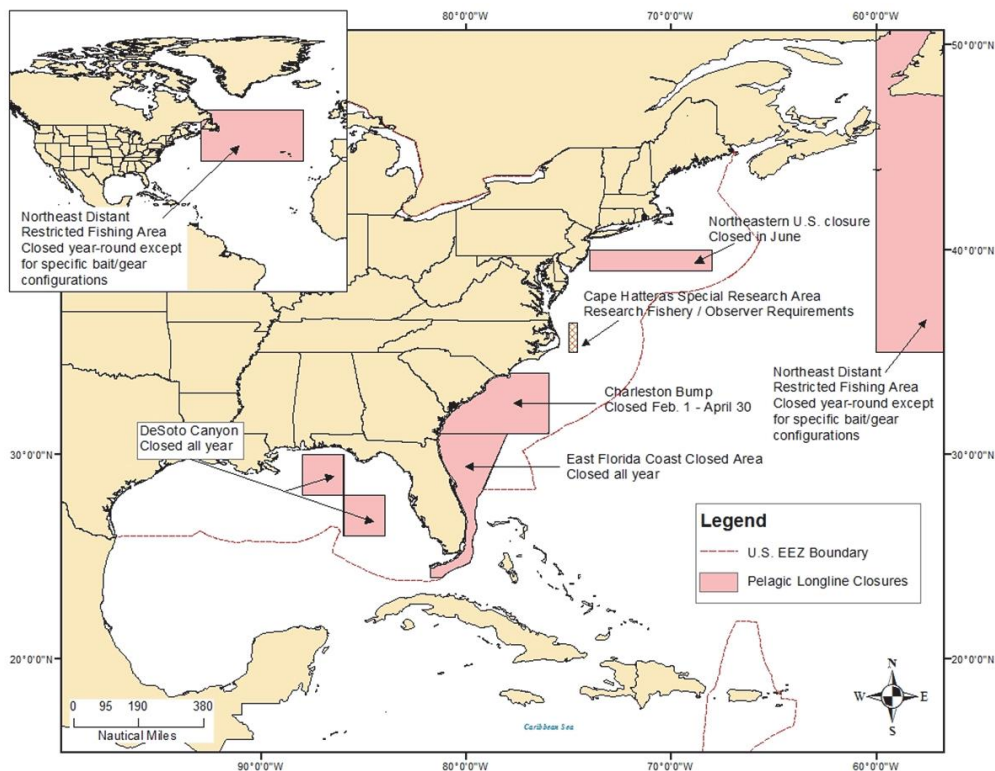 80°0'0"W
70°0'0"W
60°0'0"W
50°0'0"N
Northeast Distant
Restricted Fishing Area
Closed year-round except
for specific bait/gear
configurations
Northeastern U.S. closure
Closed in June
40°0'0"N
Cape Hatteras Special Research Area
Research Fishery / Observer Requirements
Northeast Distant
Restricted Fishing Area
Closed year-round except
for specific bait/gear
configurations
Charleston Bump
Closed Feb. 1 - April 30
DeSoto Canyon
Closed all year
30°0'0"N
30°0'0"N
East Florida Coast Closed Area
Closed all year
Legend
U.S. EEZ Boundary
Pelagic Longline Closures
20°0'0"N
20°0'0"N
N
W
E
S
0 95 190 380
Nautical Miles
Caribbean Sea
90°0'0"W
80°0'0"W
70°0'0"W
60°0'0"W